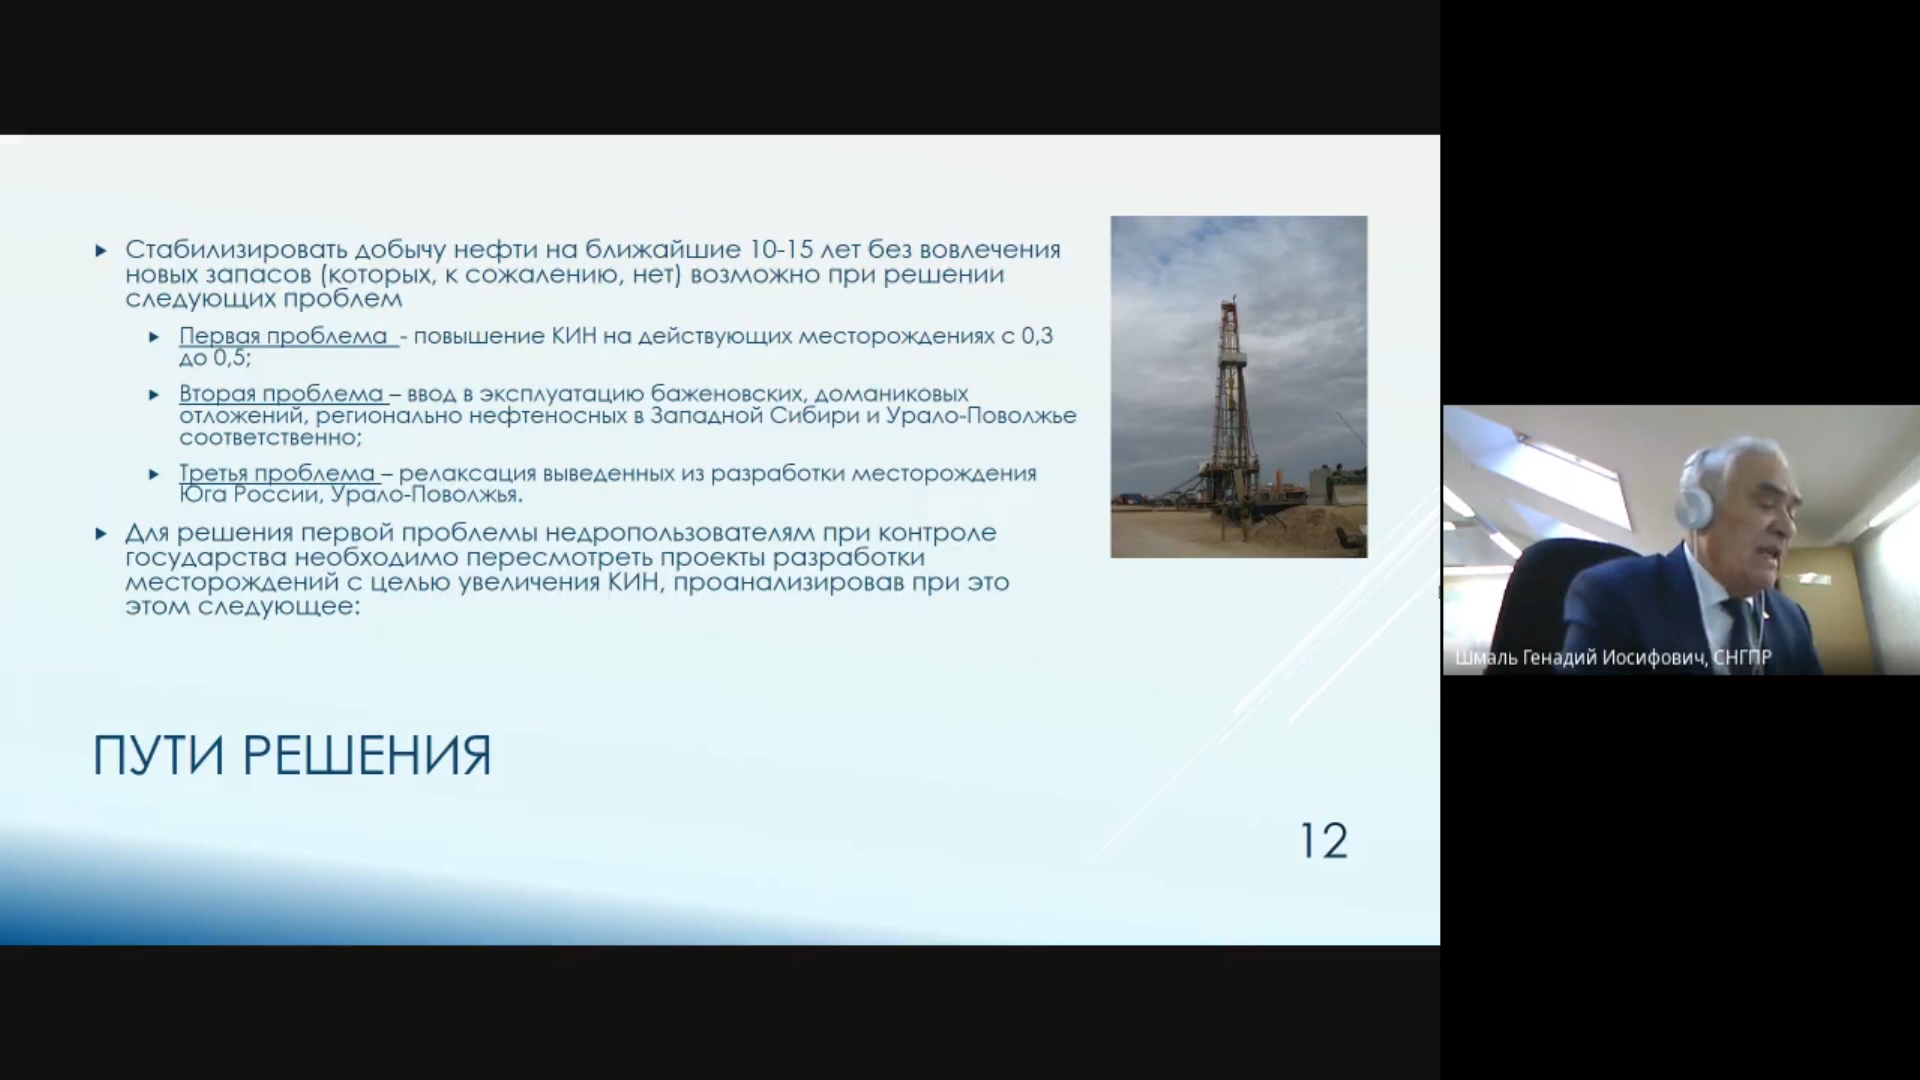 Стабилизировать добычу нефти на ближайшие 10-15 лет без вовлечения
новых запасов (которых, к сожалению, нет) возможно при решении
следующих проблем
Первая проблема - повышение КИН на действующих месторождениях с 0,3
до 0,5;
Вторая проблема – ввод в эксплуатацию баженовских, доманиковых
отложений, регионально нефтеносных в Западной Сибири и Урало-Поволжье
соответственно;
Третья проблема – релаксация выведенных из разработки месторождения
Юга России, Урало-Поволжья.
Для решения первой проблемы недропользователям при контроле
государства необходимо пересмотреть проекты разработки
месторождений с целью увеличения КИН, проанализировав при это
этом следующее:
ПУТИ РЕШЕНИЯ
12
Шмаль Генадий Иосифович, СНГПР